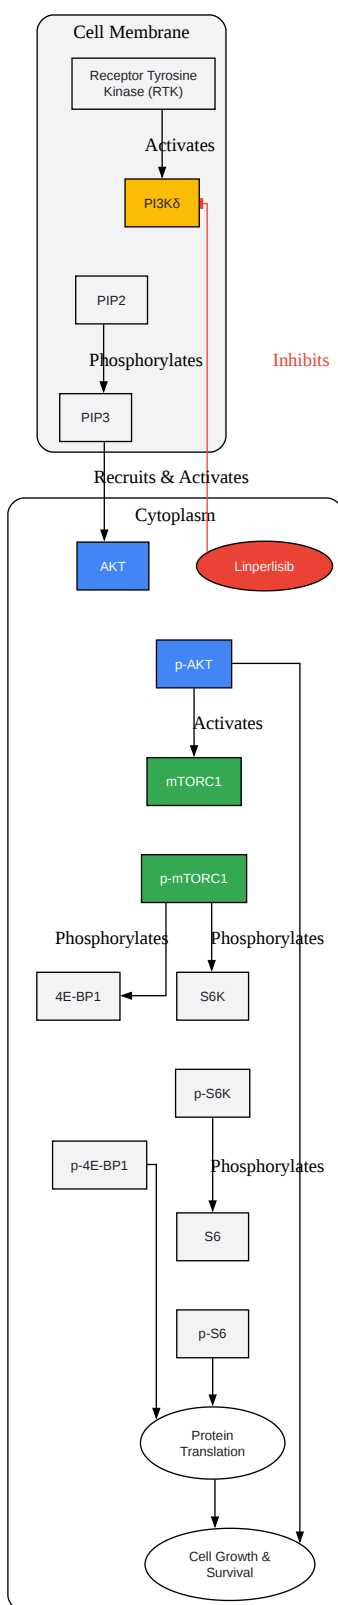 Cell Membrane
Receptor Tyrosine
Kinase (RTK)
Activates
PI3Kδ
PIP2
Phosphorylates
Inhibits
PIP3
Recruits & Activates
Cytoplasm
AKT
Linperlisib
p-AKT
Activates
mTORC1
p-mTORC1
Phosphorylates
Phosphorylates
4E-BP1
S6K
p-S6K
p-4E-BP1
Phosphorylates
S6
p-S6
Protein
Translation
Cell Growth &
Survival